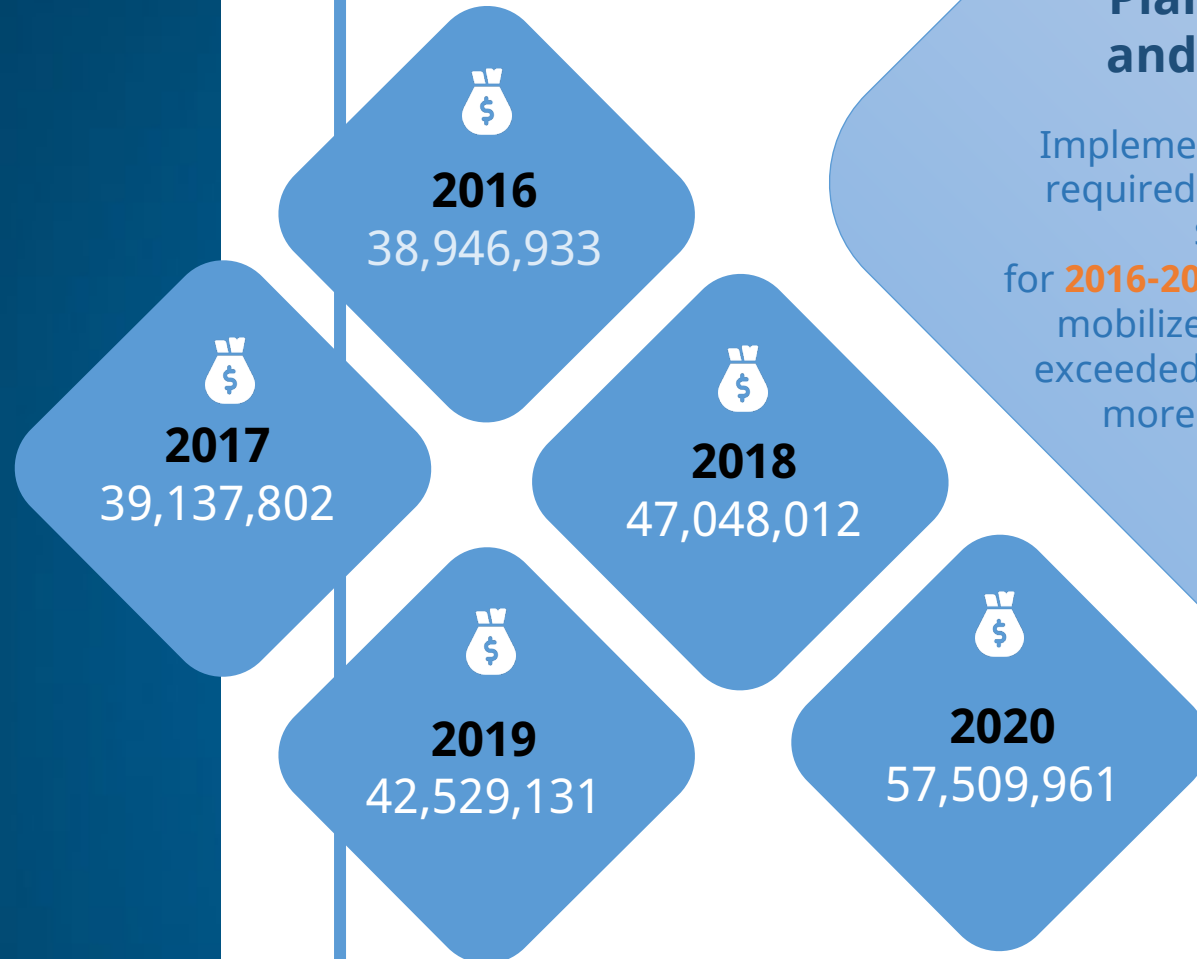 and
Impleme
required
for 2016-20
mobilize
exceeded
more
2016
38,946,933
2017
39,137,802
2018
47,048,012
2019
42,529,131
2020
57,509,961